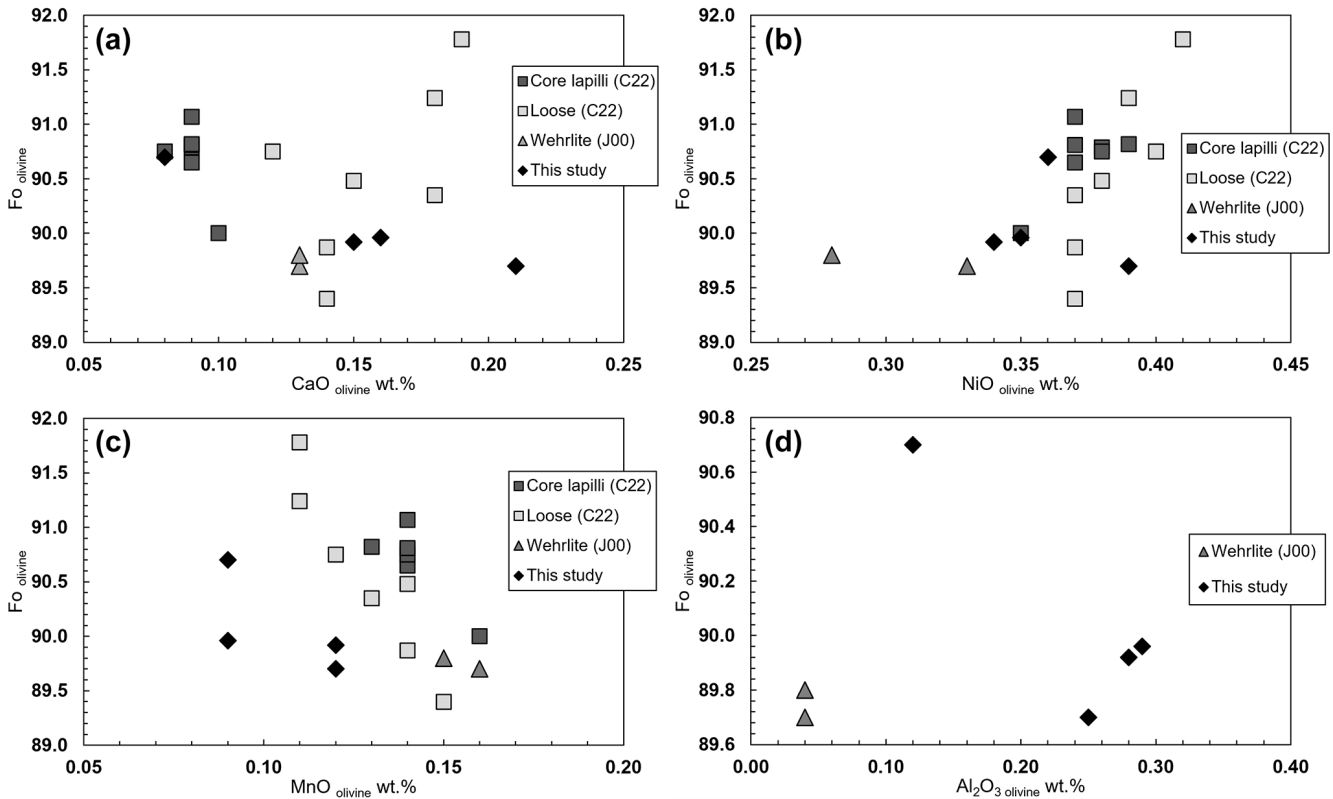 (a)
92.0
91.5
91.0
90.5
90.0
89.5
89.0
Fo olivine
0.05
0.10
0.15
0.20
0.25
CaO olivine wt.%
Core lapilli (C22)
Loose (C22)
Wehrlite (J00)
This study
(b)
92.0
91.5
91.0
90.5
90.0
89.5
89.0
Fo olivine
0.25
0.30
0.35
0.40
0.45
NiO olivine wt.%
Core lapilli (C22)
Loose (C22)
Wehrlite (J00)
This study
(c)
92.0
91.5
91.0
90.5
90.0
89.5
89.0
Fo olivine
0.05
0.10
0.15
0.20
MnO olivine wt.%
Core lapilli (C22)
Loose (C22)
Wehrlite (J00)
This study
(d)
90.8
90.6
90.4
90.2
90.0
89.8
89.6
Fo olivine
0.00
0.10
0.20
0.30
0.40
Al₂O₃ olivine wt.%
Wehrlite (J00)
This study